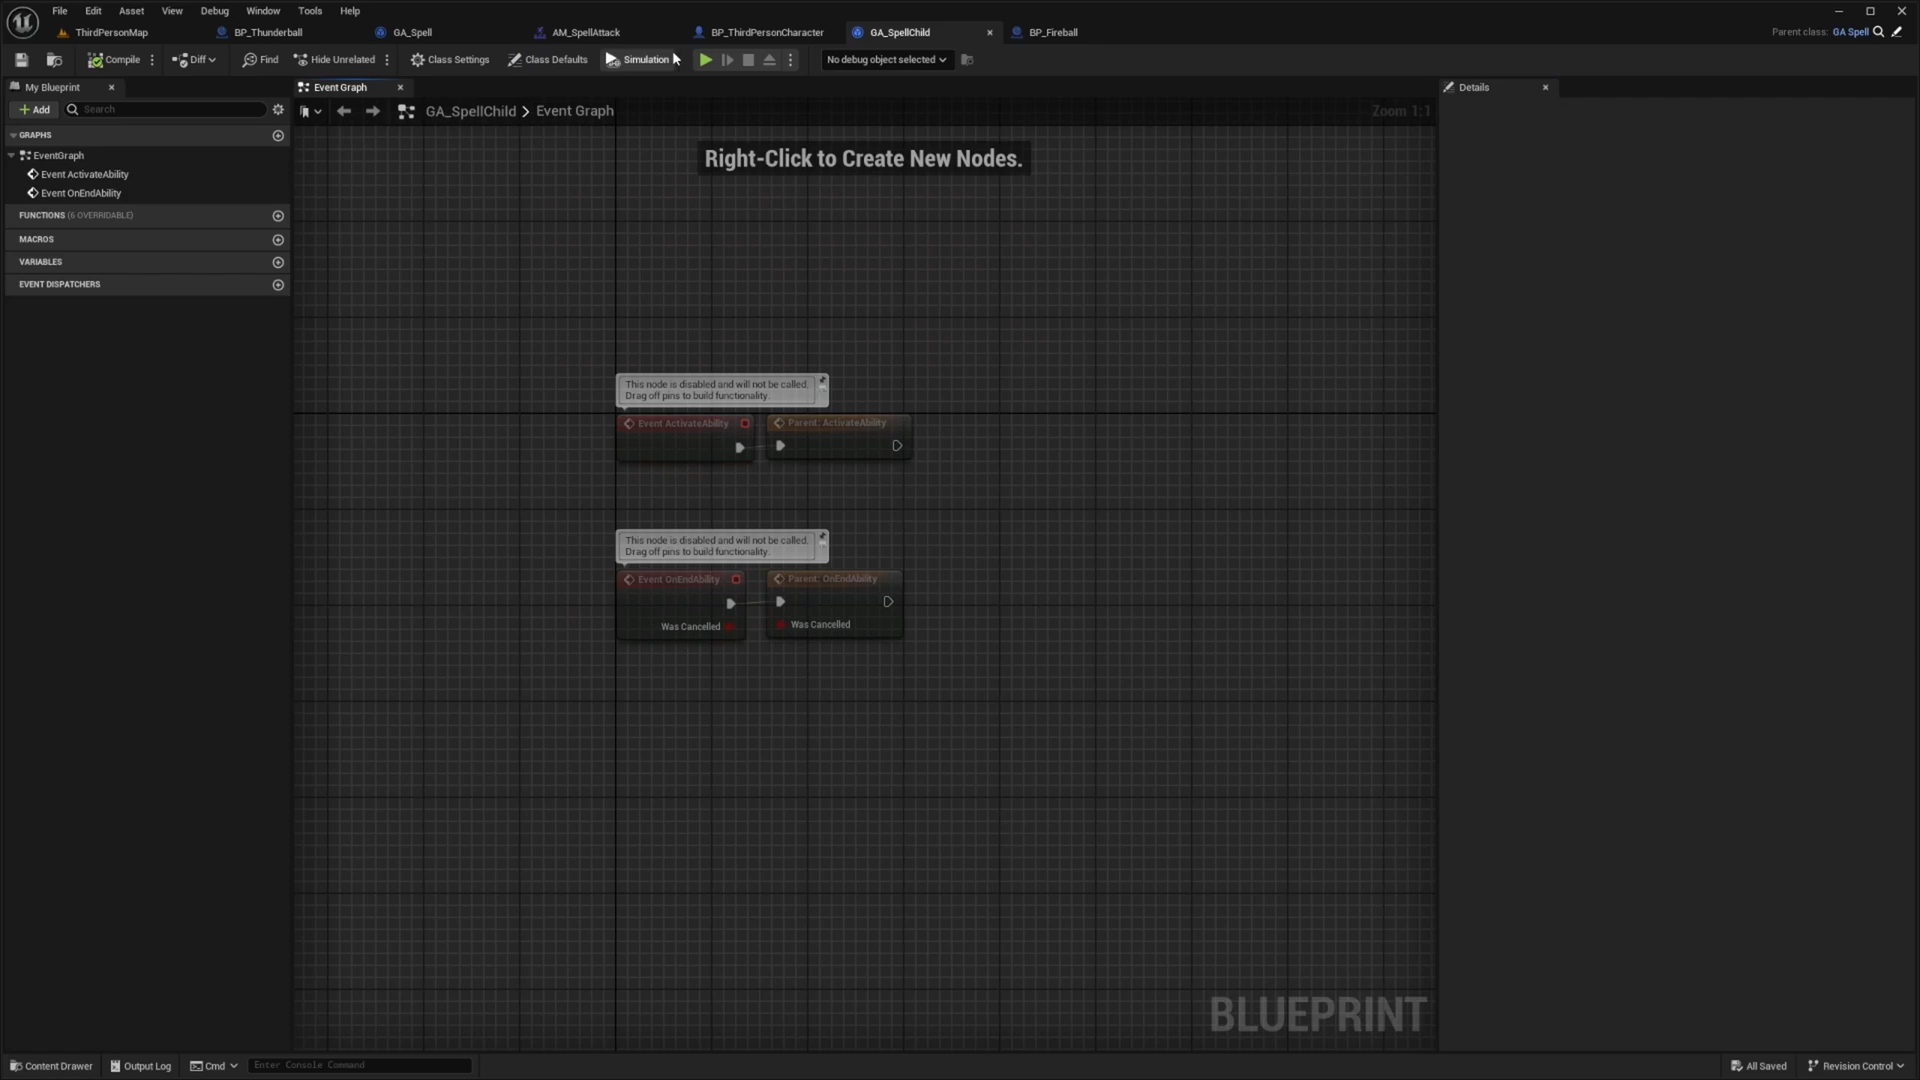 File Edit Asset View Debug Window Tools Help
ThirdPersonMap BP_Thunderball GA_Spell AM_SpellAttack BP_ThirdPersonCharacter GA_SpellChild BP_Fireball Parent class: GA Spell
Compile Diff Find Hide Unrelated Class Settings Class Defaults Simulation No debug object selected
My Blueprint Event Graph Details
Add Search GA_SpellChild > Event Graph Zoom 1:1
GRAPHS
EventGraph
Event ActivateAbility
Event OnEndAbility
FUNCTIONS (6 OVERRIDABLE)
MACROS
VARIABLES
EVENT DISPATCHERS
Right-Click to Create New Nodes.
This node is disabled and will not be called.
Drag off pins to build functionality.
Event ActivateAbility Parent: ActivateAbility
This node is disabled and will not be called.
Drag off pins to build functionality.
Event OnEndAbility Parent: OnEndAbility
Was Cancelled Was Cancelled
BLUEPRINT
Content Drawer Output Log Cmd Enter Console Command All Saved Revision Control